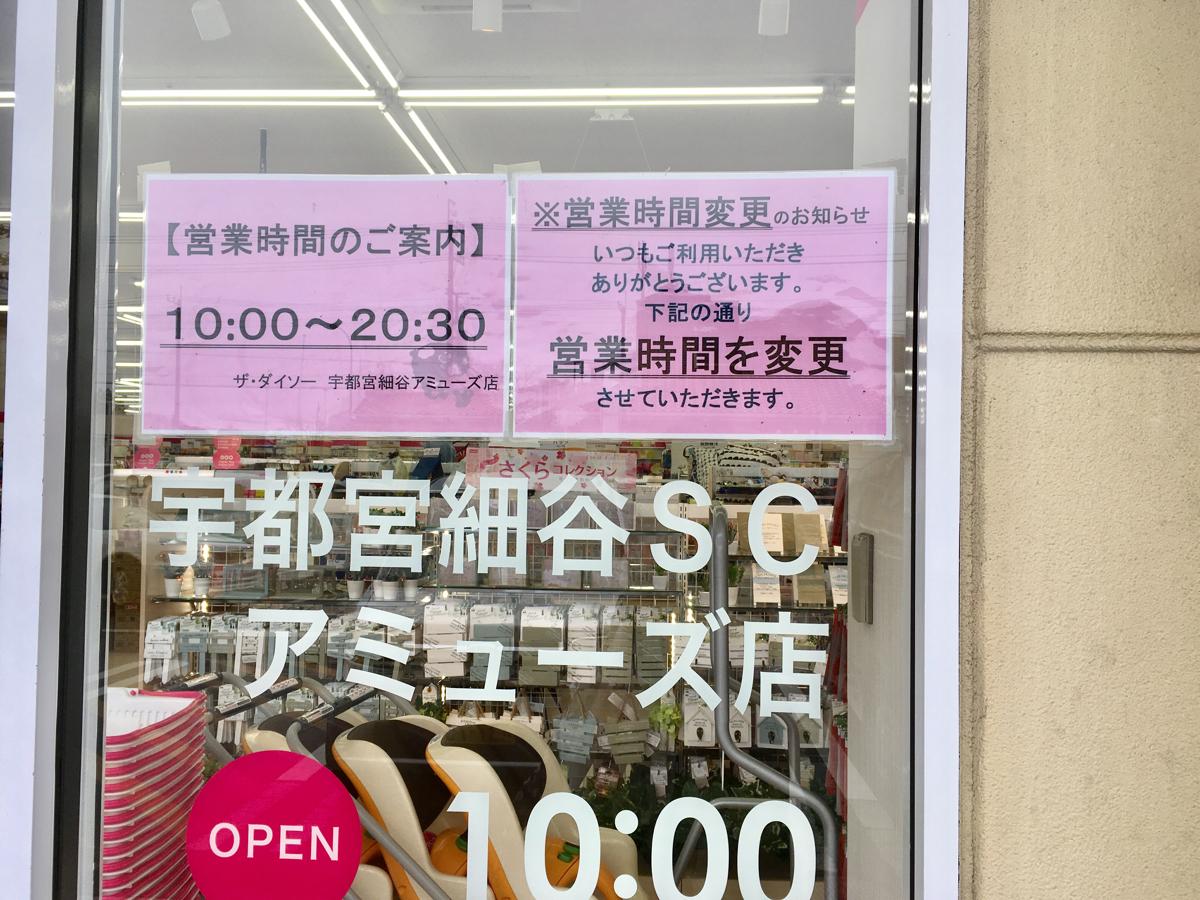 【営業時間のご案内】
10:00～20:30
ザ・ダイソー 宇都宮細谷アミューズ店
※営業時間変更のお知らせ
いつもご利用いただき
ありがとうございます。
下記の通り
営業時間を変更
させていただきます。
さくらコレクション
宇都宮細谷SC
アミューズ店
OPEN
10:00